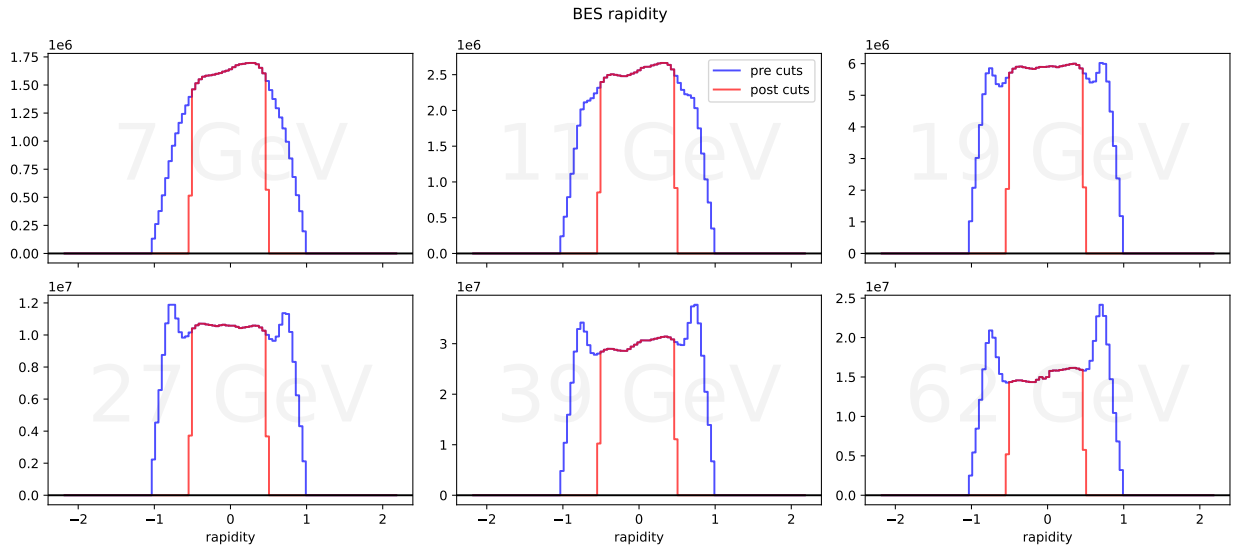 BES rapidity
1e6
1.75
1.50
1.25
1.00
0.75
0.50
0.25
0.00
7 GeV
−2
−1
0
1
2
1e6
2.5
2.0
1.5
1.0
0.5
0.0
11 GeV
pre cuts
post cuts
1e6
6
5
4
3
2
1
0
19 GeV
1e7
1.2
1.0
0.8
0.6
0.4
0.2
0.0
27 GeV
−2 −1 0 1 2
rapidity
1e7
3
2
1
0
39 GeV
−2 −1 0 1 2
rapidity
1e7
2.5
2.0
1.5
1.0
0.5
0.0
62 GeV
−2 −1 0 1 2
rapidity